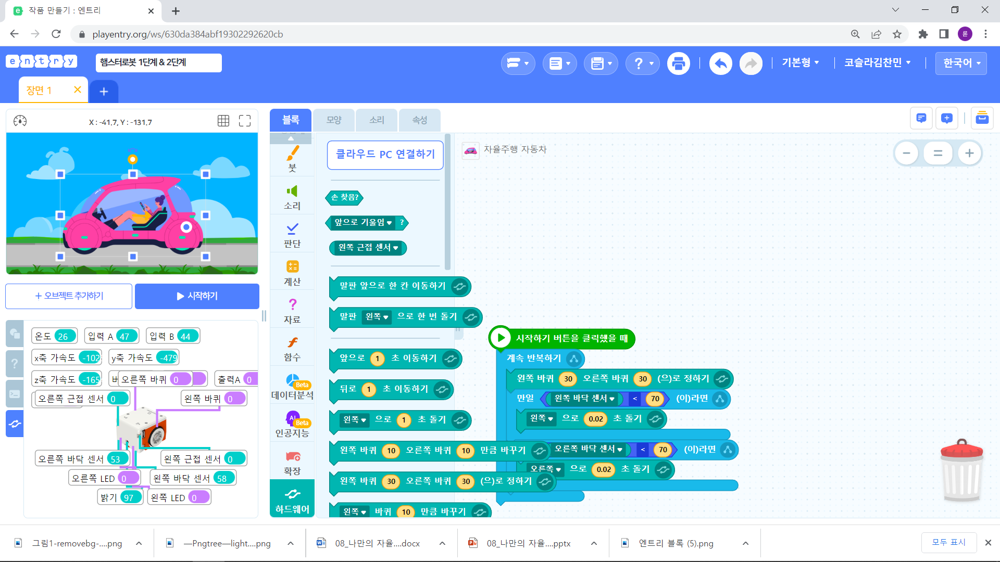 작품 만들기 : 엔트리
playentry.org/ws/630da384abf19302292620cb
론
entry
햄스터로봇 1단계 & 2단계
?
기본형
코슬라김찬민
한국어
장면 1
X : -41.7, Y : -131.7
블록
모양
소리
속성
붓
소리
판단
계산
자료
함수
Beta
데이터분석
AI
Beta
인공지능
확장
하드웨어
클라우드 PC 연결하기
손 찾음?
앞으로 기울임 ?
왼쪽 근접 센서
말판 앞으로 한 칸 이동하기
말판 왼쪽 으로 한 번 돌기
앞으로 1 초 이동하기
뒤로 1 초 이동하기
왼쪽 으로 1 초 돌기
왼쪽 바퀴 10 오른쪽 바퀴 10 만큼 바꾸기
왼쪽 바퀴 30 오른쪽 바퀴 30 (으)로 정하기
왼쪽 바퀴 10 만큼 바꾸기
자율주행 자동차
시작하기 버튼을 클릭했을 때
계속 반복하기
왼쪽 바퀴 30 오른쪽 바퀴 30 (으)로 정하기
만일 왼쪽 바닥 센서 < 70 (이)라면
왼쪽 으로 0.02 초 돌기
오른쪽 바닥 센서 < 70 (이)라면
오른쪽 으로 0.02 초 돌기
+ 오브젝트 추가하기
시작하기
온도 26 입력 A 47 입력 B 44
x축 가속도 -102 y축 가속도 -479
z축 가속도 -165 오른쪽 바퀴 0 출력A 0
오른쪽 근접 센서 0 왼쪽 바퀴 0
오른쪽 바닥 센서 53 왼쪽 근접 센서 0
오른쪽 LED 0 왼쪽 바닥 센서 58
밝기 97 왼쪽 LED 0
그림1-removebg-....png
—Pngtree—light....png
08_나만의 자율....docx
08_나만의 자율....pptx
엔트리 블록 (5).png
모두 표시